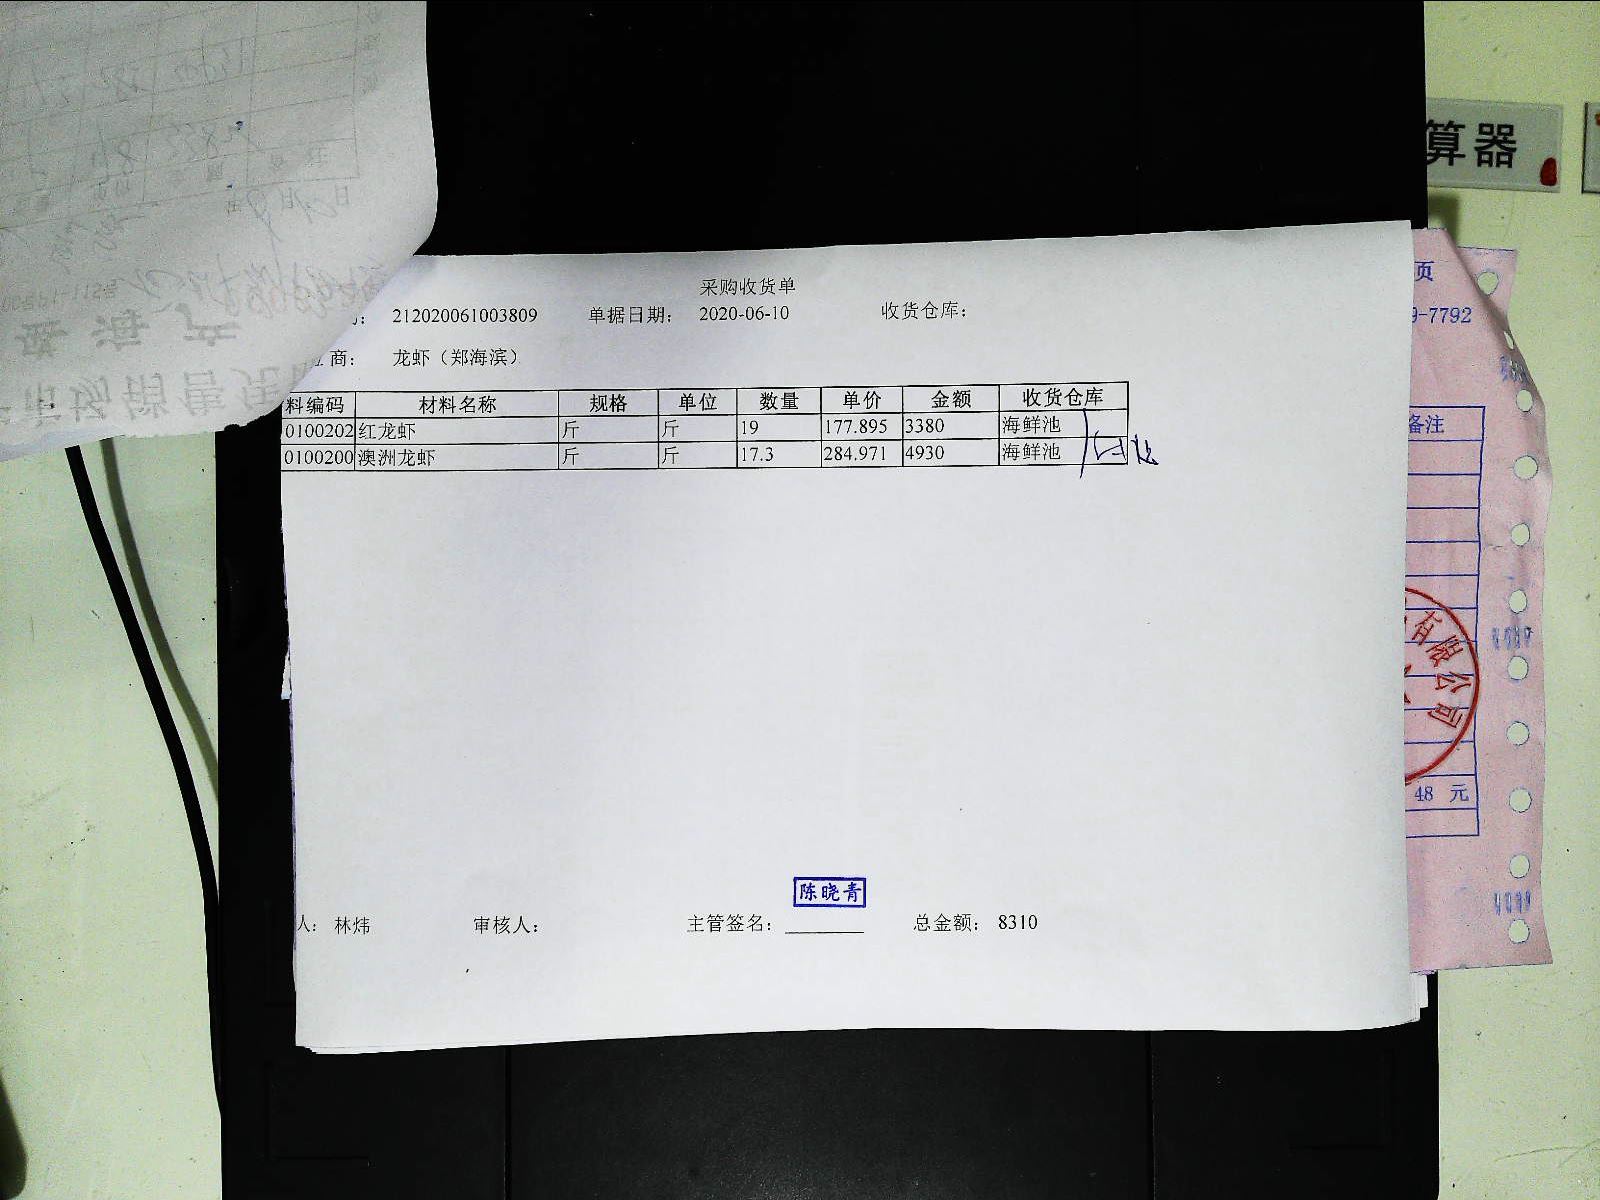 算器
采购收货单
: 212020061003809 单据日期: 2020-06-10 收货仓库:
商: 龙虾（郑海滨）
料编码 材料名称 规格 单位 数量 单价 金额 收货仓库
0100202 红龙虾 斤 斤 19 177.895 3380 海鲜池
0100200 澳洲龙虾 斤 斤 17.3 284.971 4930 海鲜池
陈晓青
人: 林炜 审核人: 主管签名: 总金额: 8310
页
9-7792
备注
有限公司
48 元